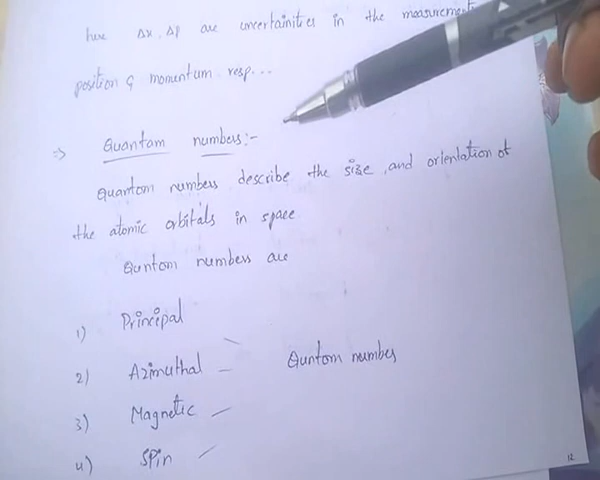 here Δx, Δp are uncertainities in the measurement
position & momentum resp...
=> Quantam numbers:-
Quantom numbers describe the size, and orientation of
the atomic orbitals in space
Quntom numbers are
1) Principal
2) Azimuthal - Quntom number
3) Magnetic -
4) Spin -
12